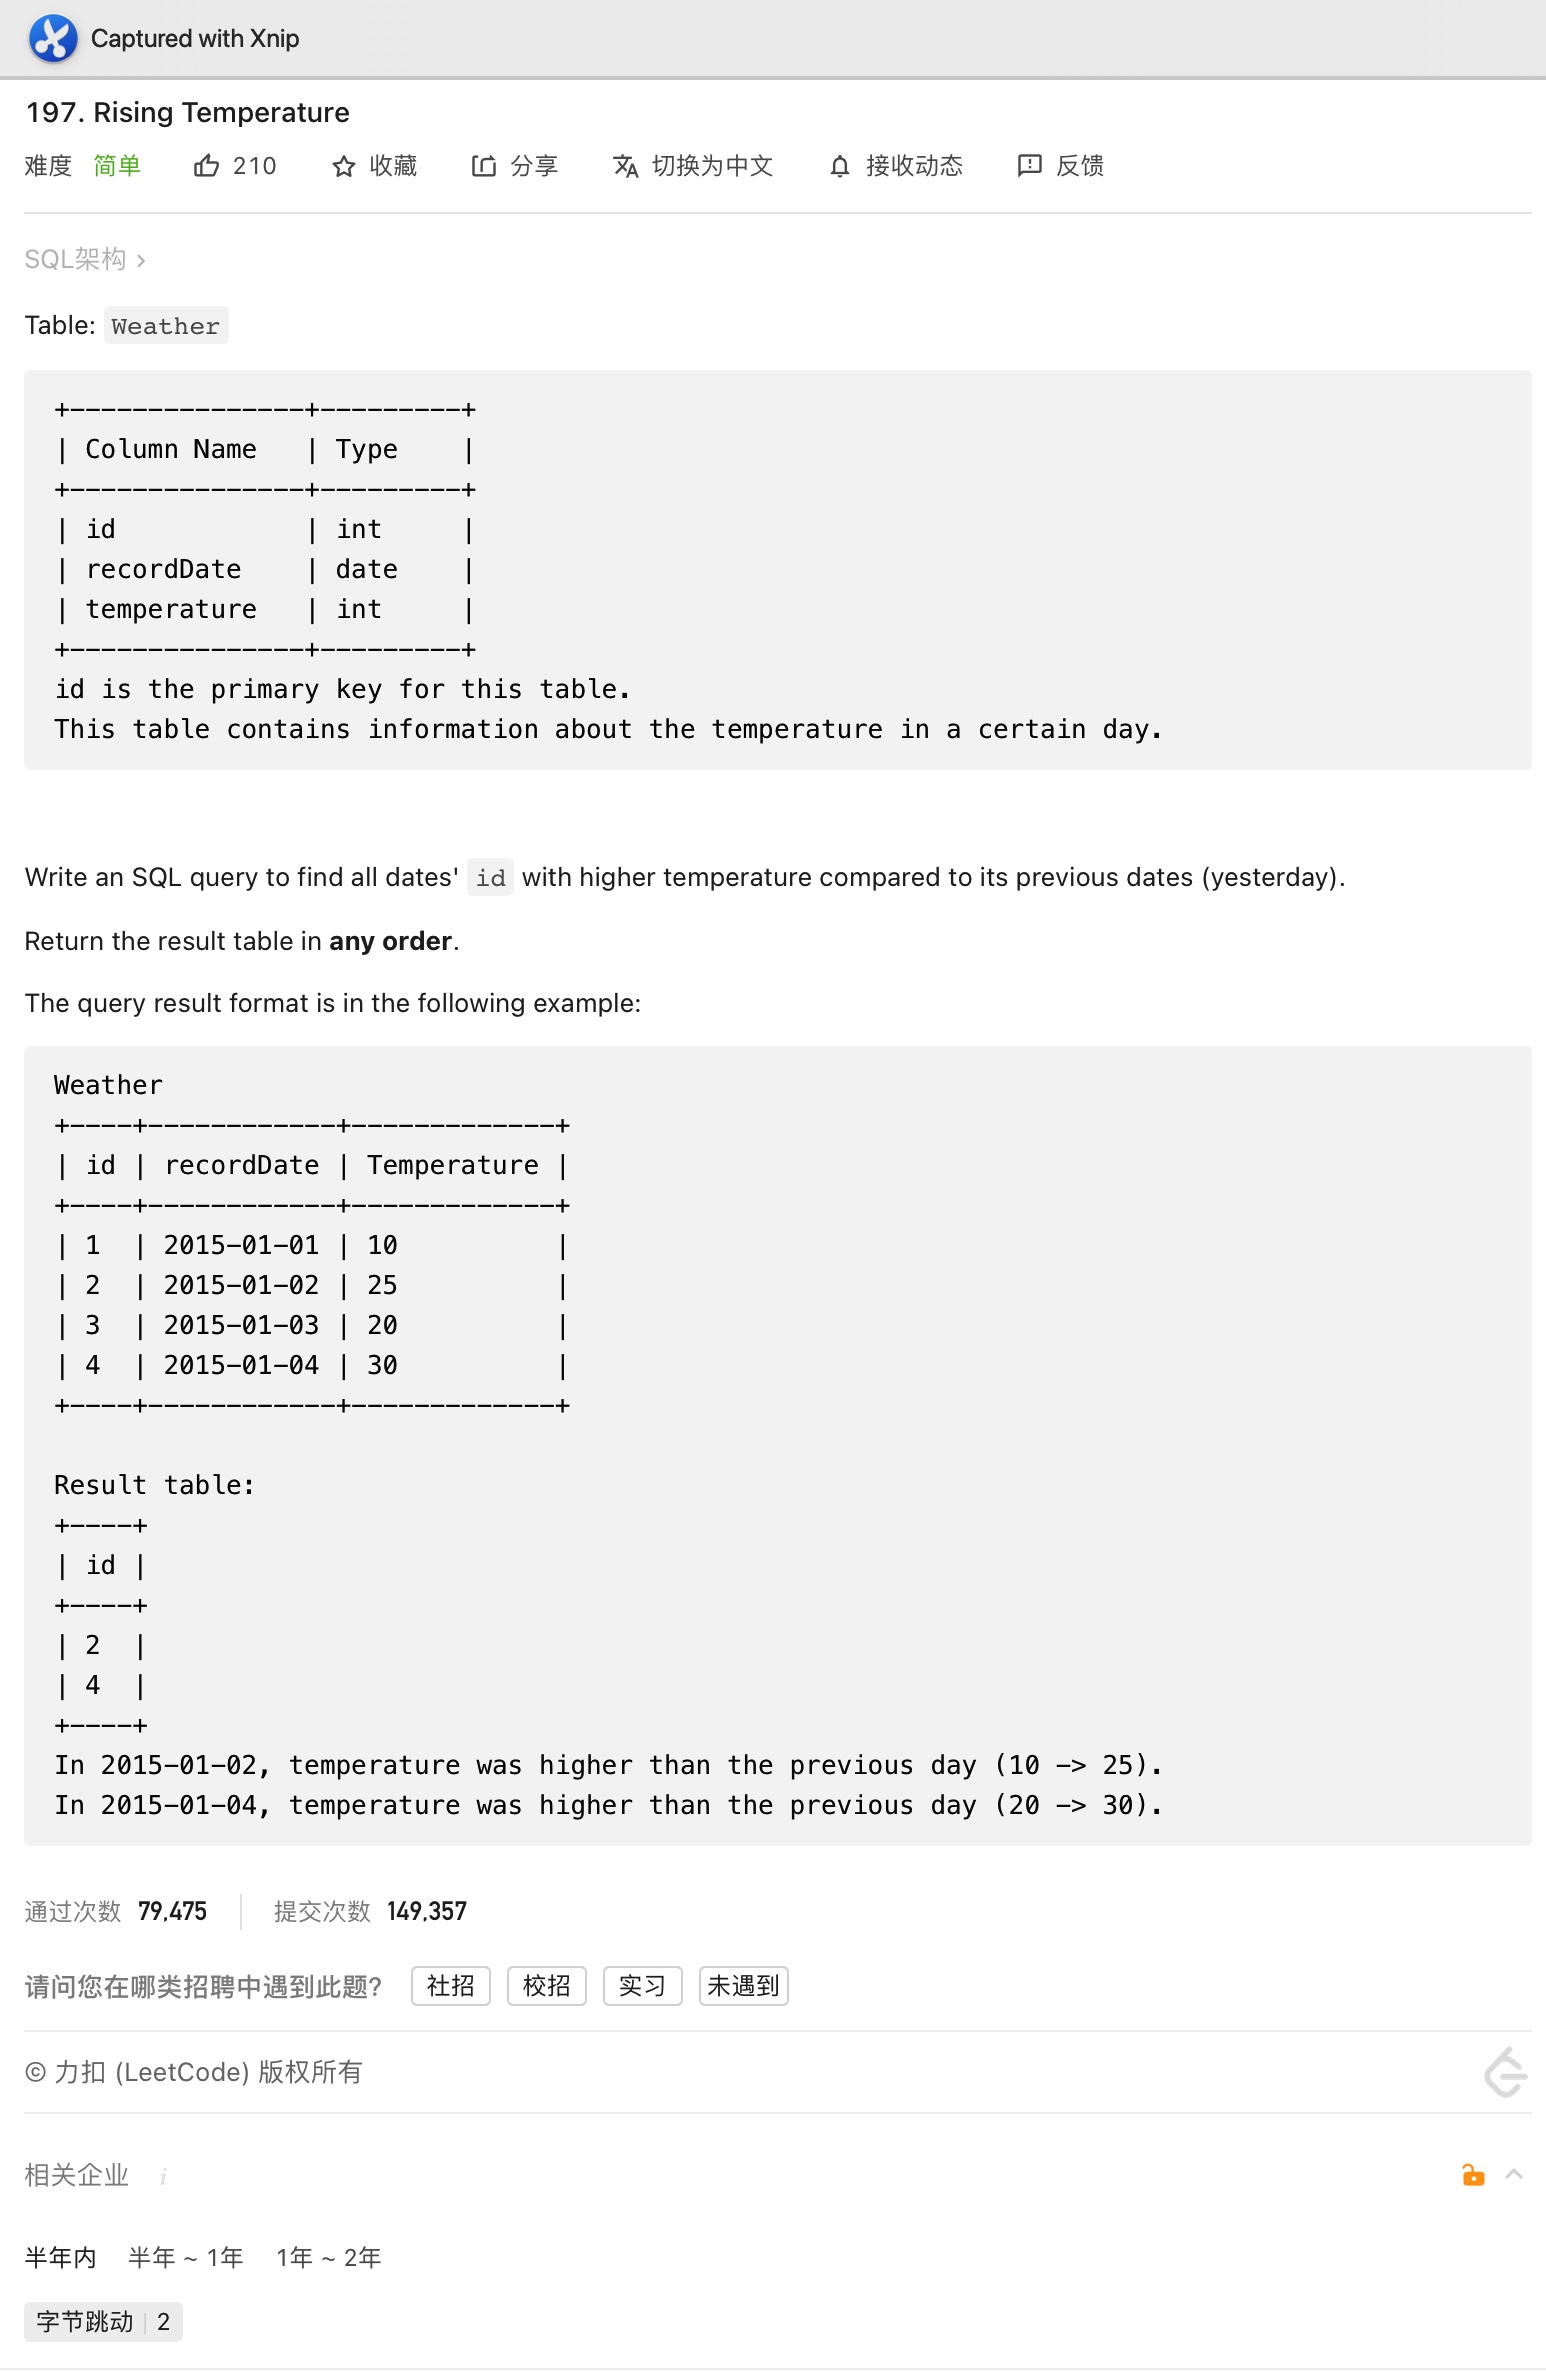 Captured with Xnip
197. Rising Temperature
难度 简单 210 收藏 分享 切换为中文 接收动态 反馈
SQL架构 ›
Table: Weather
+---------------+---------+
| Column Name   | Type    |
+---------------+---------+
| id            | int     |
| recordDate    | date    |
| temperature   | int     |
+---------------+---------+
id is the primary key for this table.
This table contains information about the temperature in a certain day.
Write an SQL query to find all dates' id with higher temperature compared to its previous dates (yesterday).
Return the result table in any order.
The query result format is in the following example:
Weather
+----+------------+-------------+
| id | recordDate | Temperature |
+----+------------+-------------+
| 1  | 2015-01-01 | 10          |
| 2  | 2015-01-02 | 25          |
| 3  | 2015-01-03 | 20          |
| 4  | 2015-01-04 | 30          |
+----+------------+-------------+
Result table:
+----+
| id |
+----+
| 2  |
| 4  |
+----+
In 2015-01-02, temperature was higher than the previous day (10 -> 25).
In 2015-01-04, temperature was higher than the previous day (20 -> 30).
通过次数 79,475 提交次数 149,357
请问您在哪类招聘中遇到此题? 社招 校招 实习 未遇到
© 力扣 (LeetCode) 版权所有
相关企业 i
半年内 半年 ~ 1年 1年 ~ 2年
字节跳动 | 2